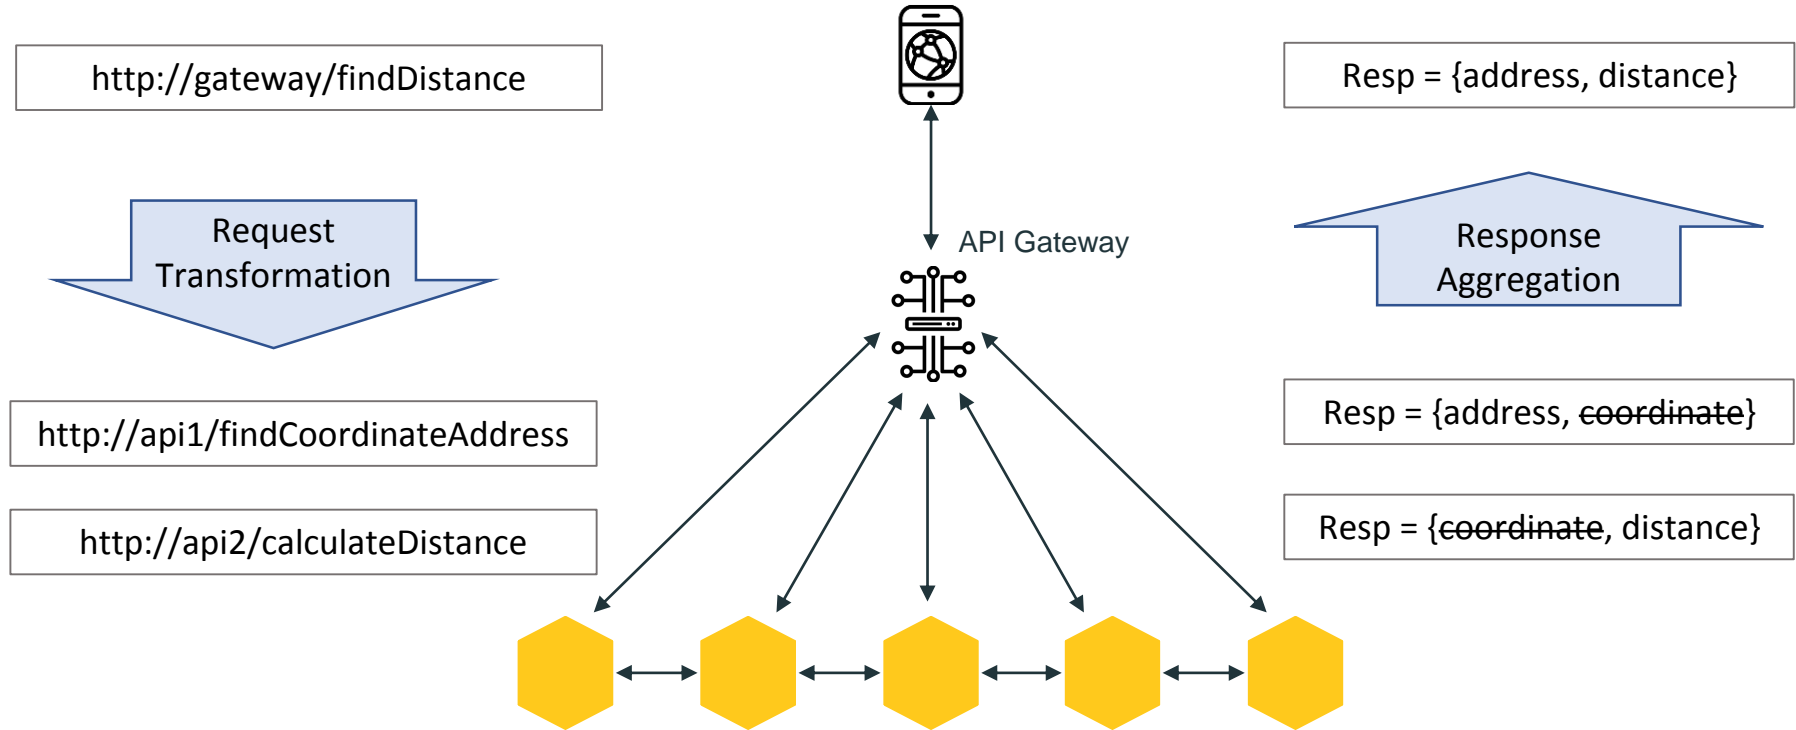 http://gateway/findDistance
Resp = {address, distance}
Request
Transformation
API Gateway
Response
Aggregation
http://api1/findCoordinateAddress
Resp = {address, coordinate}
http://api2/calculateDistance
Resp = {coordinate, distance}